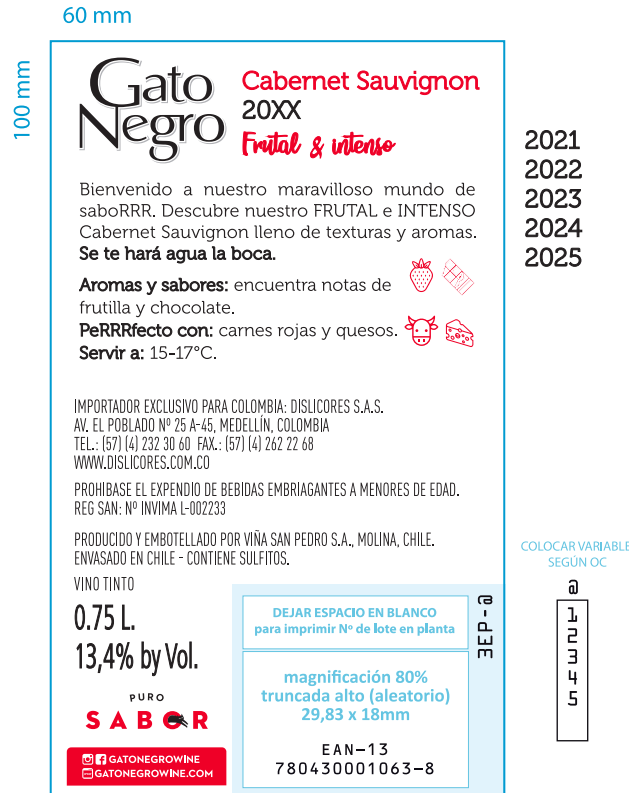 60 mm
100 mm
Gato
Negro
Cabernet Sauvignon
20XX
Frutal & intenso
Bienvenido a nuestro maravilloso mundo de
saboRRR. Descubre nuestro FRUTAL e INTENSO
Cabernet Sauvignon lleno de texturas y aromas.
Se te hará agua la boca.
Aromas y sabores: encuentra notas de
frutilla y chocolate.
PeRRRfecto con: carnes rojas y quesos.
Servir a: 15-17°C.
2021
2022
2023
2024
2025
IMPORTADOR EXCLUSIVO PARA COLOMBIA: DISLICORES S.A.S.
AV. EL POBLADO Nº 25 A-45, MEDELLÍN, COLOMBIA
TEL.: (57) (4) 232 30 60 FAX.: (57) (4) 262 22 68
WWW.DISLICORES.COM.CO
PROHIBASE EL EXPENDIO DE BEBIDAS EMBRIAGANTES A MENORES DE EDAD.
REG SAN: Nº INVIMA L-002233
PRODUCIDO Y EMBOTELLADO POR VIÑA SAN PEDRO S.A., MOLINA, CHILE.
ENVASADO EN CHILE - CONTIENE SULFITOS.
VINO TINTO
0.75 L.
13,4% by Vol.
PURO
SABOR
GATONEGROWINE
GATONEGROWINE.COM
DEJAR ESPACIO EN BLANCO
para imprimir Nº de lote en planta
3EP-@
magnificación 80%
truncada alto (aleatorio)
29,83 x 18mm
EAN-13
780430001063-8
COLOCAR VARIABLE
SEGÚN OC
@
1
2
3
4
5